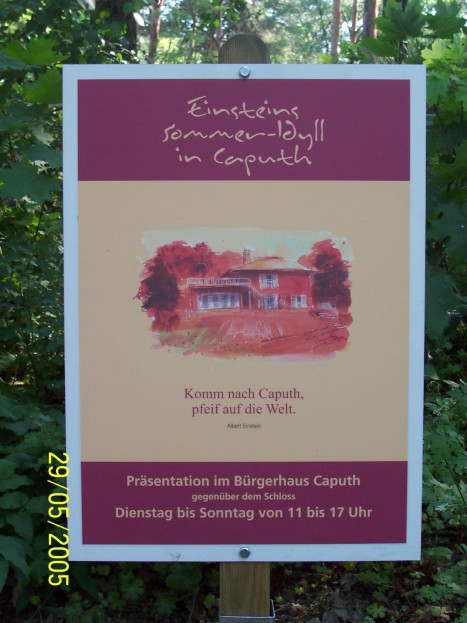 Einsteins
Sommer-Idyll
in Caputh
Komm nach Caputh,
pfeif auf die Welt.
Albert Einstein
Präsentation im Bürgerhaus Caputh
gegenüber dem Schloss
Dienstag bis Sonntag von 11 bis 17 Uhr
29/05/2005